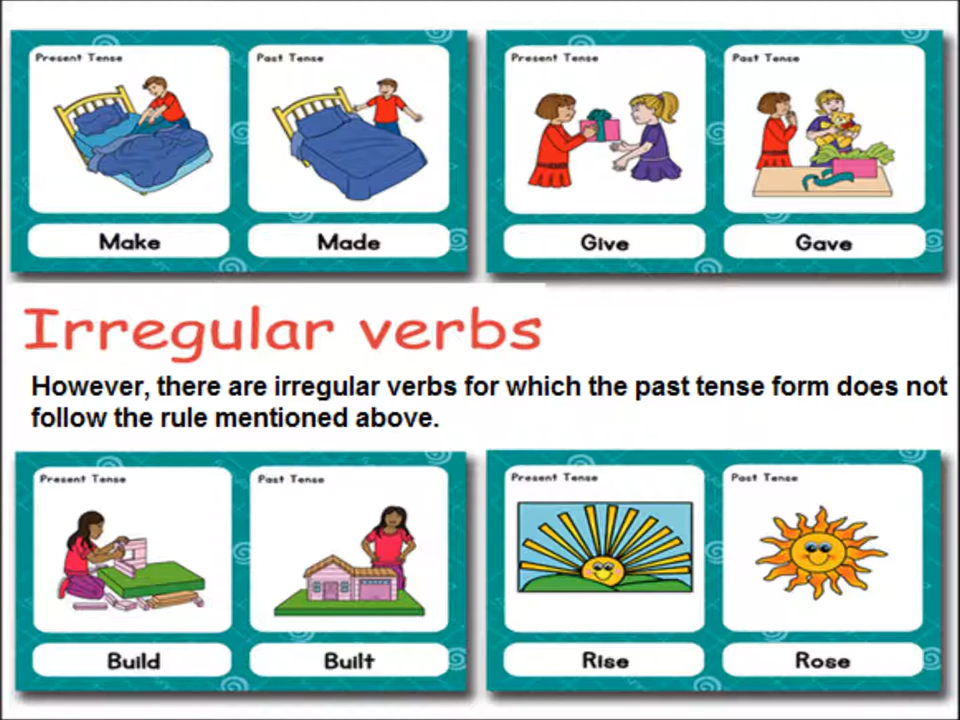 Present Tense
Past Tense
Make
Made
Present Tense
Past Tense
Give
Gave
Irregular verbs
However, there are irregular verbs for which the past tense form does not
follow the rule mentioned above.
Present Tense
Past Tense
Build
Built
Present Tense
Past Tense
Rise
Rose